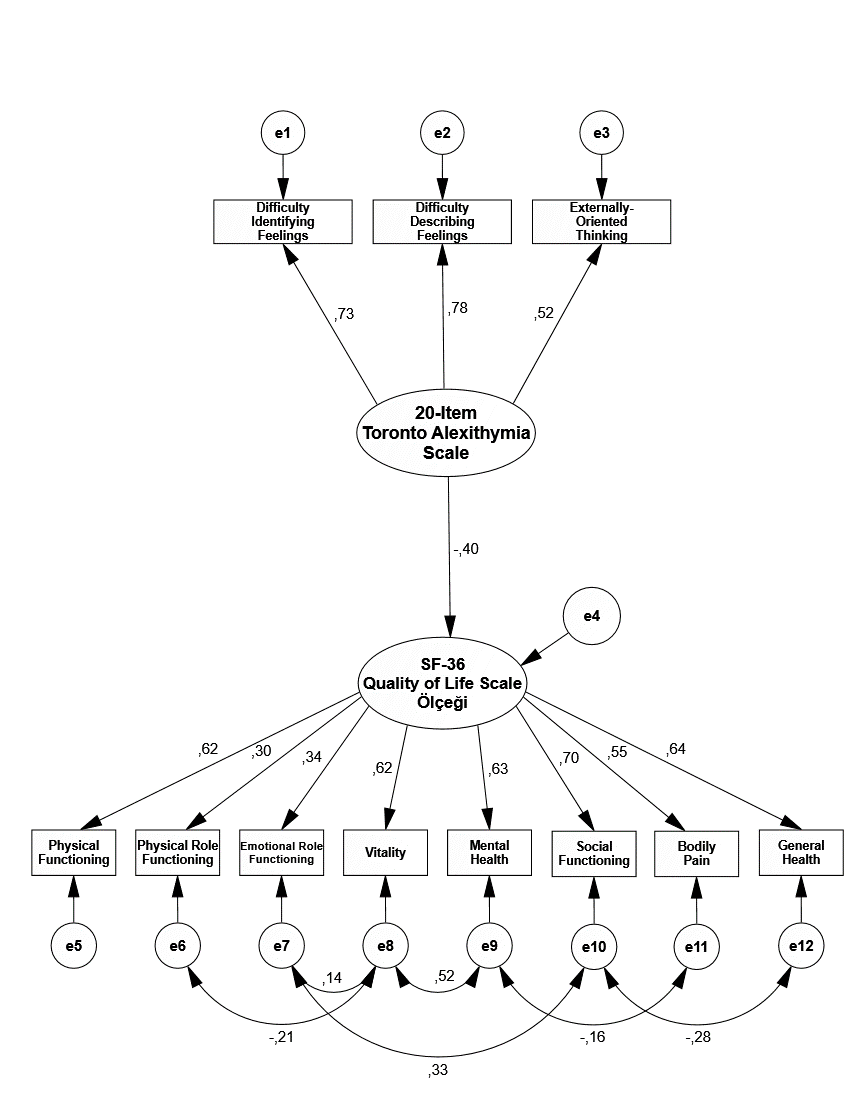 e1
e2
e3
Difficulty
Identifying
Feelings
Difficulty
Describing
Feelings
Externally-
Oriented
Thinking
,73
,78
,52
20-Item
Toronto Alexithymia
Scale
-,40
e4
SF-36
Quality of Life Scale
Ölçeği
,62
,30
,34
,62
,63
,70
,55
,64
Physical
Functioning
Physical Role
Functioning
Emotional Role
Functioning
Vitality
Mental
Health
Social
Functioning
Bodily
Pain
General
Health
e5
e6
e7
e8
e9
e10
e11
e12
,14
,52
-,21
-,16
-,28
,33